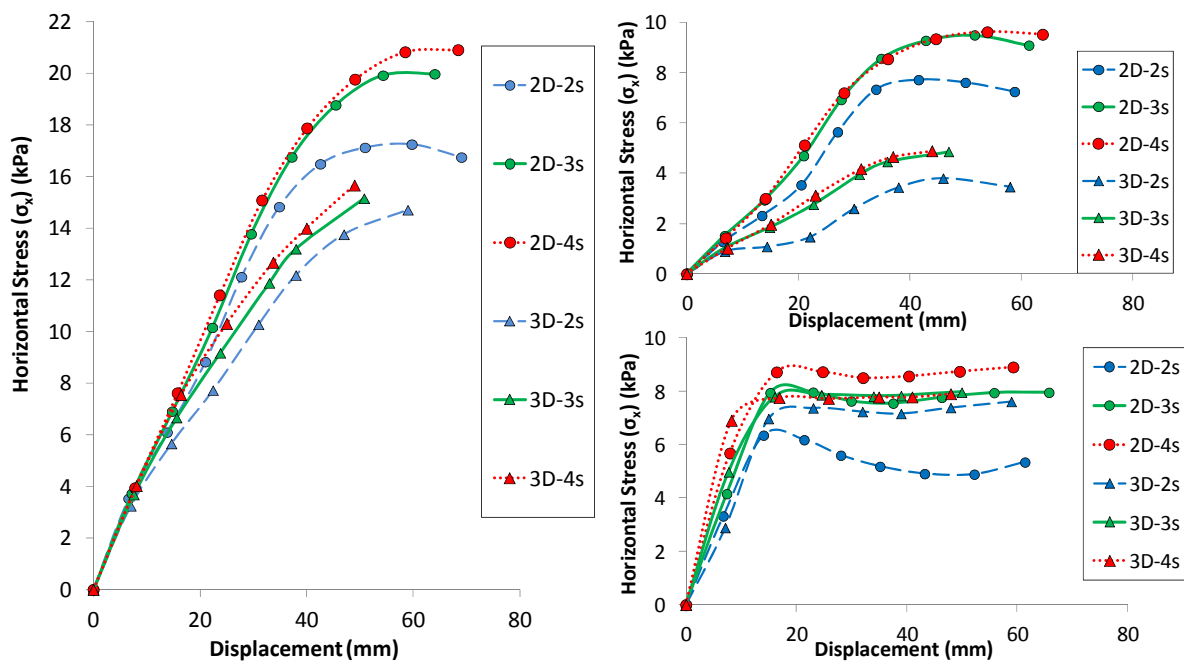 Horizontal Stress (σₓ) (kPa)
22
20
18
16
14
12
10
8
6
4
2
0
0 20 40 60 80
Displacement (mm)
2D-2s
2D-3s
2D-4s
3D-2s
3D-3s
3D-4s
Horizontal Stress (σₓ) (kPa)
10
8
6
4
2
0
0 20 40 60 80
Displacement (mm)
2D-2s
2D-3s
2D-4s
3D-2s
3D-3s
3D-4s
Horizontal Stress (σₓ) (kPa)
10
8
6
4
2
0
0 20 40 60 80
Displacement (mm)
2D-2s
2D-3s
2D-4s
3D-2s
3D-3s
3D-4s